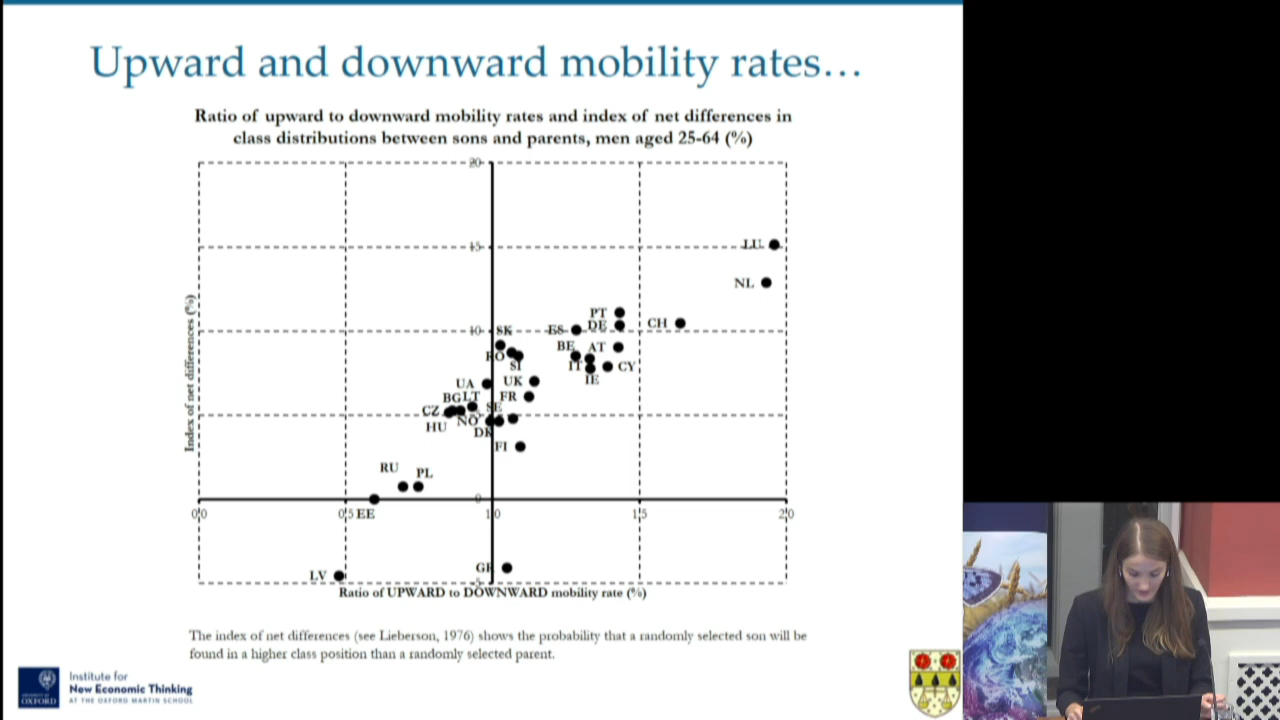 Upward and downward mobility rates…
Ratio of upward to downward mobility rates and index of net differences in
class distributions between sons and parents, men aged 25-64 (%)
20
LU
15
NL
PT
SK
10
ES
DE
CH
BE
AT
RO
SI
IT
CY
IE
UA
UK
BG
LT
FR
CZ
SE
NO
HU
DK
FI
RU
PL
0
0,0
0,5
EE
1,0
1,5
2,0
LV
-5
Index of net differences (%)
Ratio of UPWARD to DOWNWARD mobility rate (%)
The index of net differences (see Lieberson, 1976) shows the probability that a randomly selected son will be
found in a higher class position than a randomly selected parent.
UNIVERSITY OF
OXFORD
Institute for
New Economic Thinking
AT THE OXFORD MARTIN SCHOOL